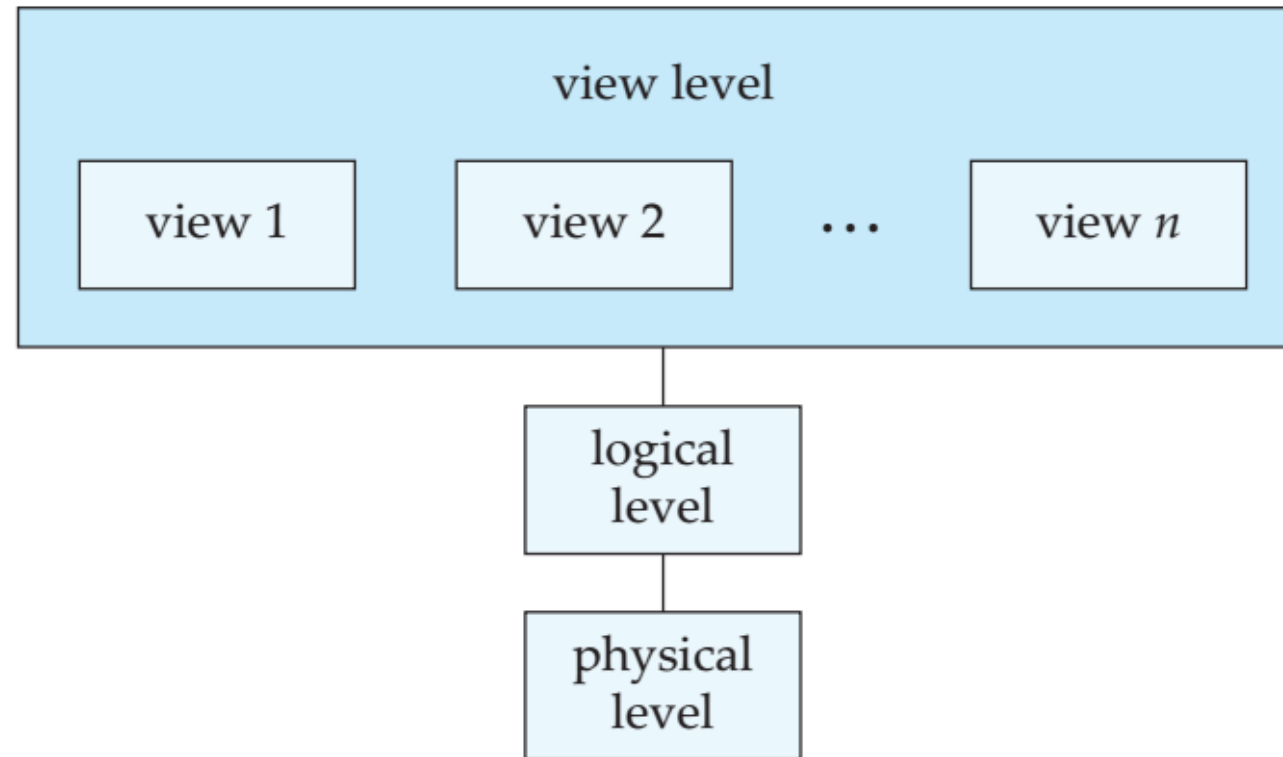 view level
view 1
view 2
...
view n
logical
level
physical
level